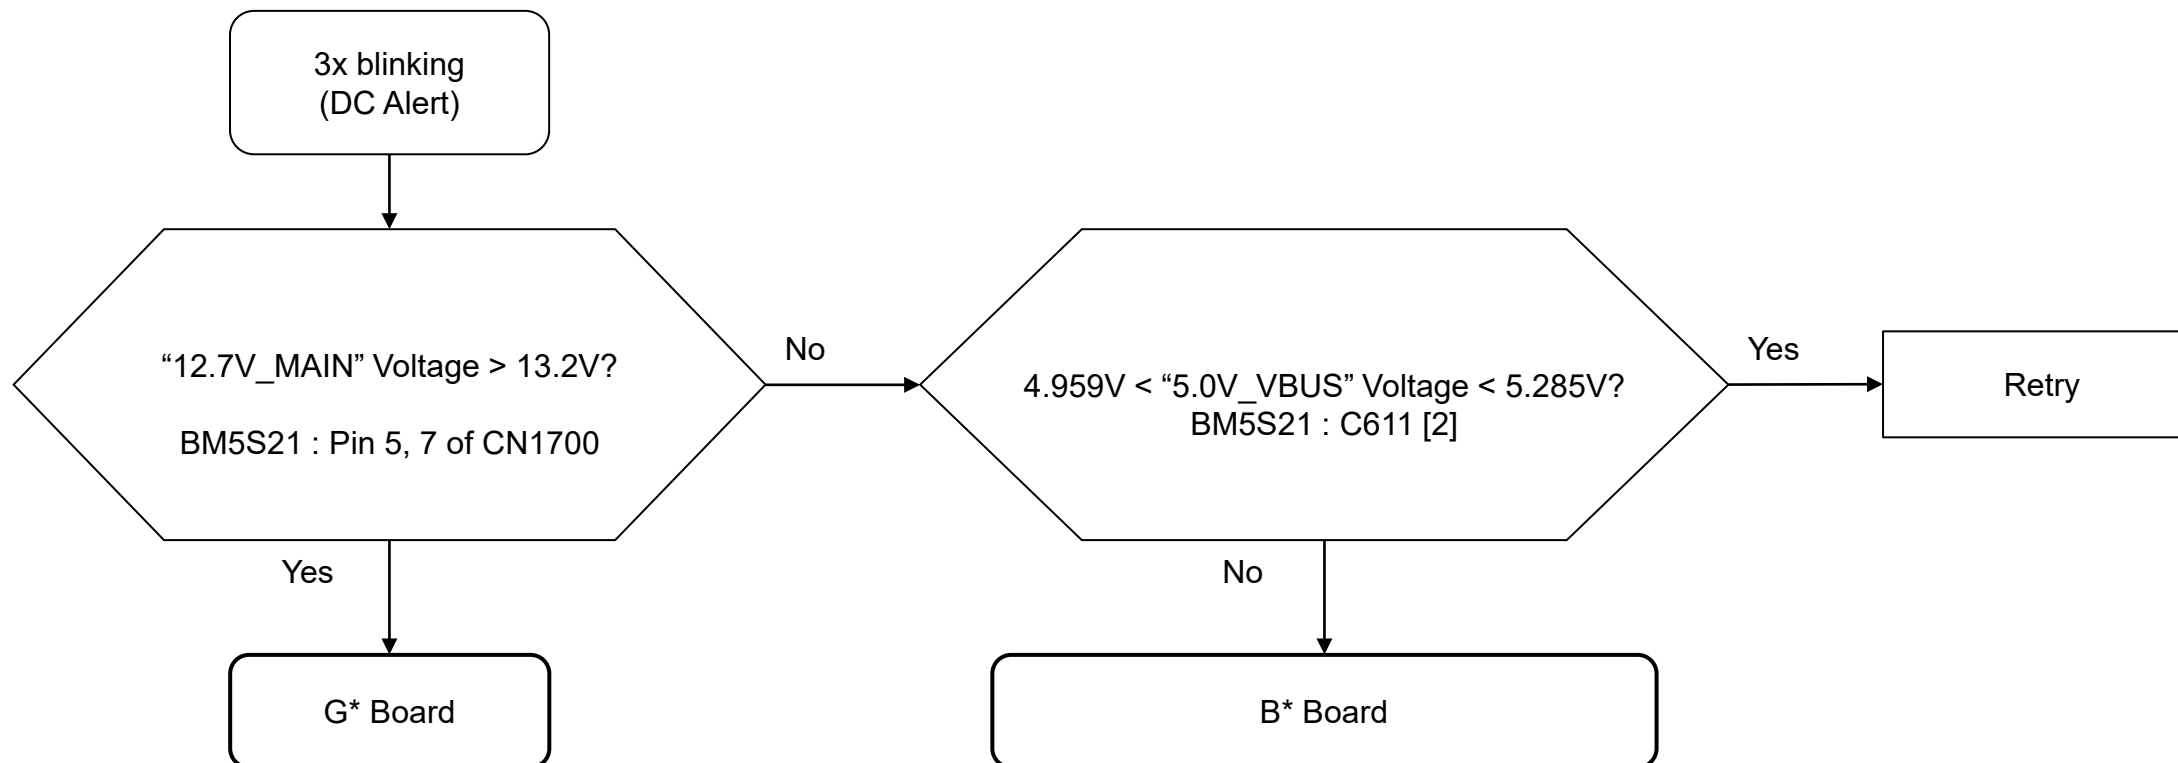 3x blinking
(DC Alert)
“12.7V_MAIN” Voltage > 13.2V?
BM5S21 : Pin 5, 7 of CN1700
No
4.959V < “5.0V_VBUS” Voltage < 5.285V?
BM5S21 : C611 [2]
Yes
Retry
Yes
No
G* Board
B* Board